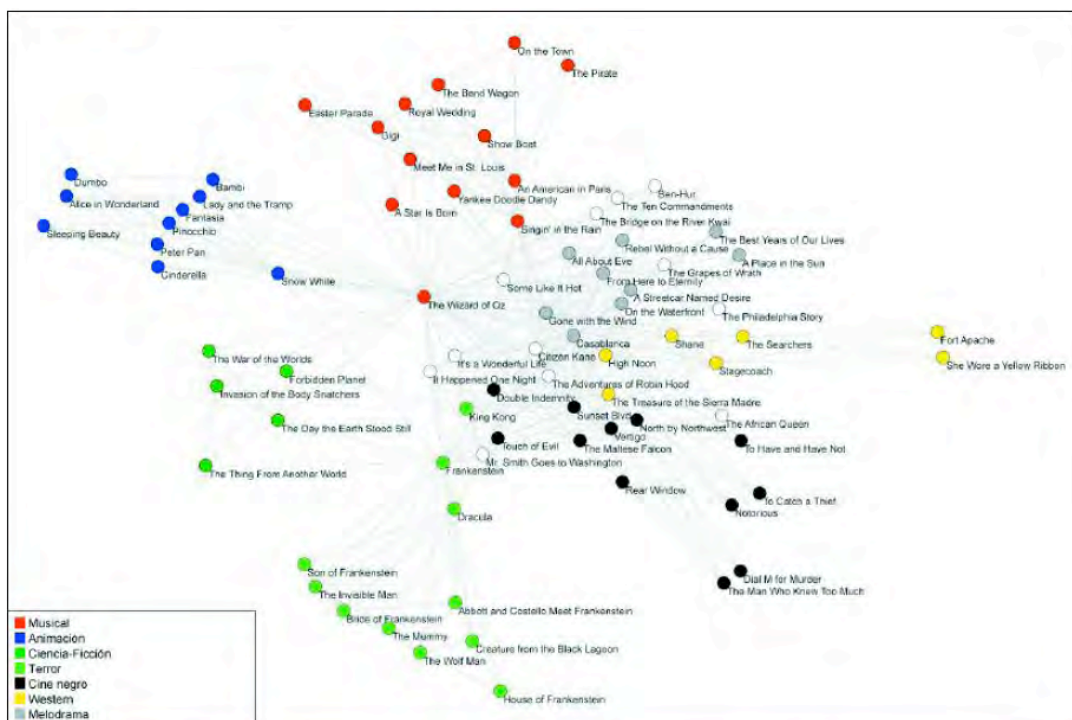 On the Town
The Pirate
The Band Wagon
Easter Parade
Royal Wedding
Gigi
Show Boat
Meet Me in St. Louis
Dumbo
Bambi
An American in Paris
Ben-Hur
Alice in Wonderland
Lady and the Tramp
Yankee Doodle Dandy
The Ten Commandments
A Star Is Born
Fantasia
The Bridge on the River Kwai
Pinocchio
Singin' in the Rain
Sleeping Beauty
The Best Years of Our Lives
Rebel Without a Cause
Peter Pan
All About Eve
A Place in the Sun
Cinderella
The Grapes of Wrath
Snow White
From Here to Eternity
Some Like It Hot
A Streetcar Named Desire
The Wizard of Oz
On the Waterfront
The Philadelphia Story
Gone with the Wind
Fort Apache
Casablanca
Shane
The Searchers
Citizen Kane
The War of the Worlds
It's a Wonderful Life
High Noon
She Wore a Yellow Ribbon
Stagecoach
Forbidden Planet
It Happened One Night
The Adventures of Robin Hood
Invasion of the Body Snatchers
Double Indemnity
The Treasure of the Sierra Madre
King Kong
Sunset Blvd.
The African Queen
The Day the Earth Stood Still
North by Northwest
Vertigo
Touch of Evil
The Maltese Falcon
To Have and Have Not
Mr. Smith Goes to Washington
The Thing From Another World
Frankenstein
Rear Window
To Catch a Thief
Notorious
Dracula
Son of Frankenstein
Dial M for Murder
The Man Who Knew Too Much
The Invisible Man
Abbott and Costello Meet Frankenstein
Bride of Frankenstein
The Mummy
Creature from the Black Lagoon
The Wolf Man
House of Frankenstein
Musical
Animación
Ciencia-Ficción
Terror
Cine negro
Western
Melodrama